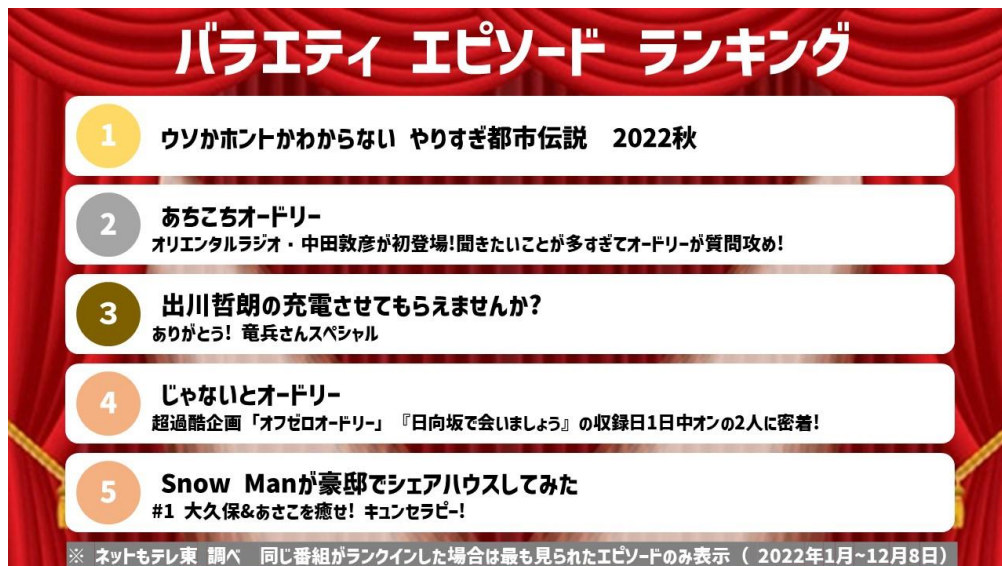 バラエティ エピソード ランキング
1
ウソかホントかわからない やりすぎ都市伝説　2022秋
2
あちこちオードリー
オリエンタルラジオ・中田敦彦が初登場!聞きたいことが多すぎてオードリーが質問攻め!
3
出川哲朗の充電させてもらえませんか?
ありがとう! 竜兵さんスペシャル
4
じゃないとオードリー
超過酷企画「オフゼロオードリー」『日向坂で会いましょう』の収録日1日中オンの2人に密着!
5
Snow Manが豪邸でシェアハウスしてみた
#1 大久保&あさこを癒せ! キュンセラピー!
※ ネットもテレ東 調べ　同じ番組がランクインした場合は最も見られたエピソードのみ表示（ 2022年1月~12月8日）